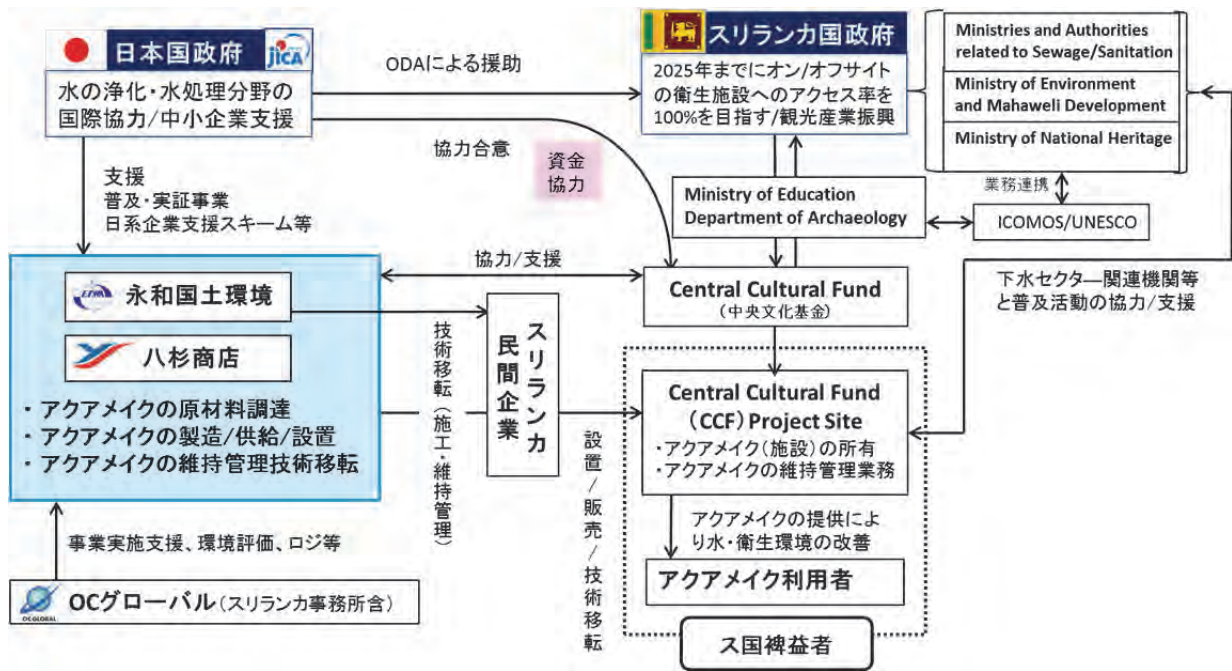 日本国政府
jICA
水の浄化・水処理分野の
国際協力/中小企業支援
ODAによる援助
スリランカ国政府
2025年までにオン/オフサイト
の衛生施設へのアクセス率を
100%を目指す/観光産業振興
Ministries and Authorities
related to Sewage/Sanitation
Ministry of Environment
and Mahaweli Development
Ministry of National Heritage
協力合意
資金
協力
業務連携
支援
普及・実証事業
日系企業支援スキーム等
Ministry of Education
Department of Archaeology
ICOMOS/UNESCO
協力/支援
下水セクタ―関連機関等
と普及活動の協力/支援
永和国土環境
八杉商店
・アクアメイクの原材料調達
・アクアメイクの製造/供給/設置
・アクアメイクの維持管理技術移転
技術移転(施工・維持管理)
スリランカ
民間企業
Central Cultural Fund
(中央文化基金)
Central Cultural Fund
(CCF) Project Site
・アクアメイク(施設)の所有
・アクアメイクの維持管理業務
設置/販売/技術移転
アクアメイクの提供によ
り水・衛生環境の改善
アクアメイク利用者
事業実施支援、環境評価、ロジ等
OC GLOBAL
OCグローバル(スリランカ事務所含)
ス国裨益者